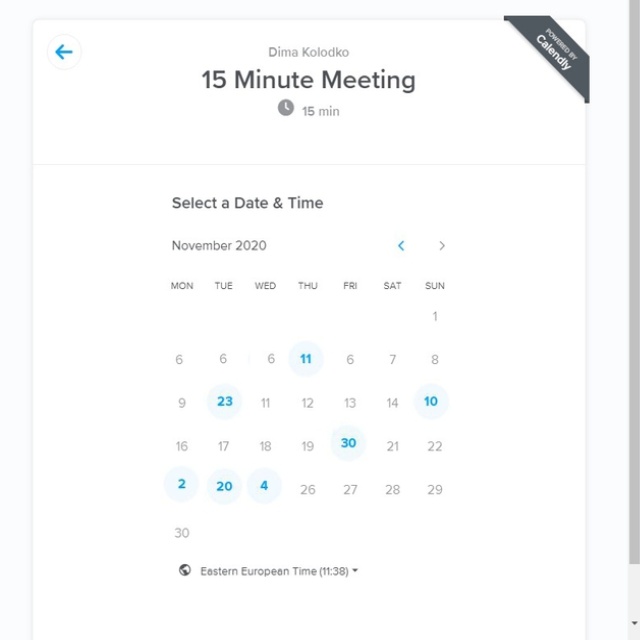 POWERED BY
Calendly
Dima Kolodko
15 Minute Meeting
15 min
Select a Date & Time
November 2020
MON TUE WED THU FRI SAT SUN
1
6 6 6 11 6 7 8
9 23 11 12 13 14 10
16 17 18 19 30 21 22
2 20 4 26 27 28 29
30
Eastern European Time (11:38)